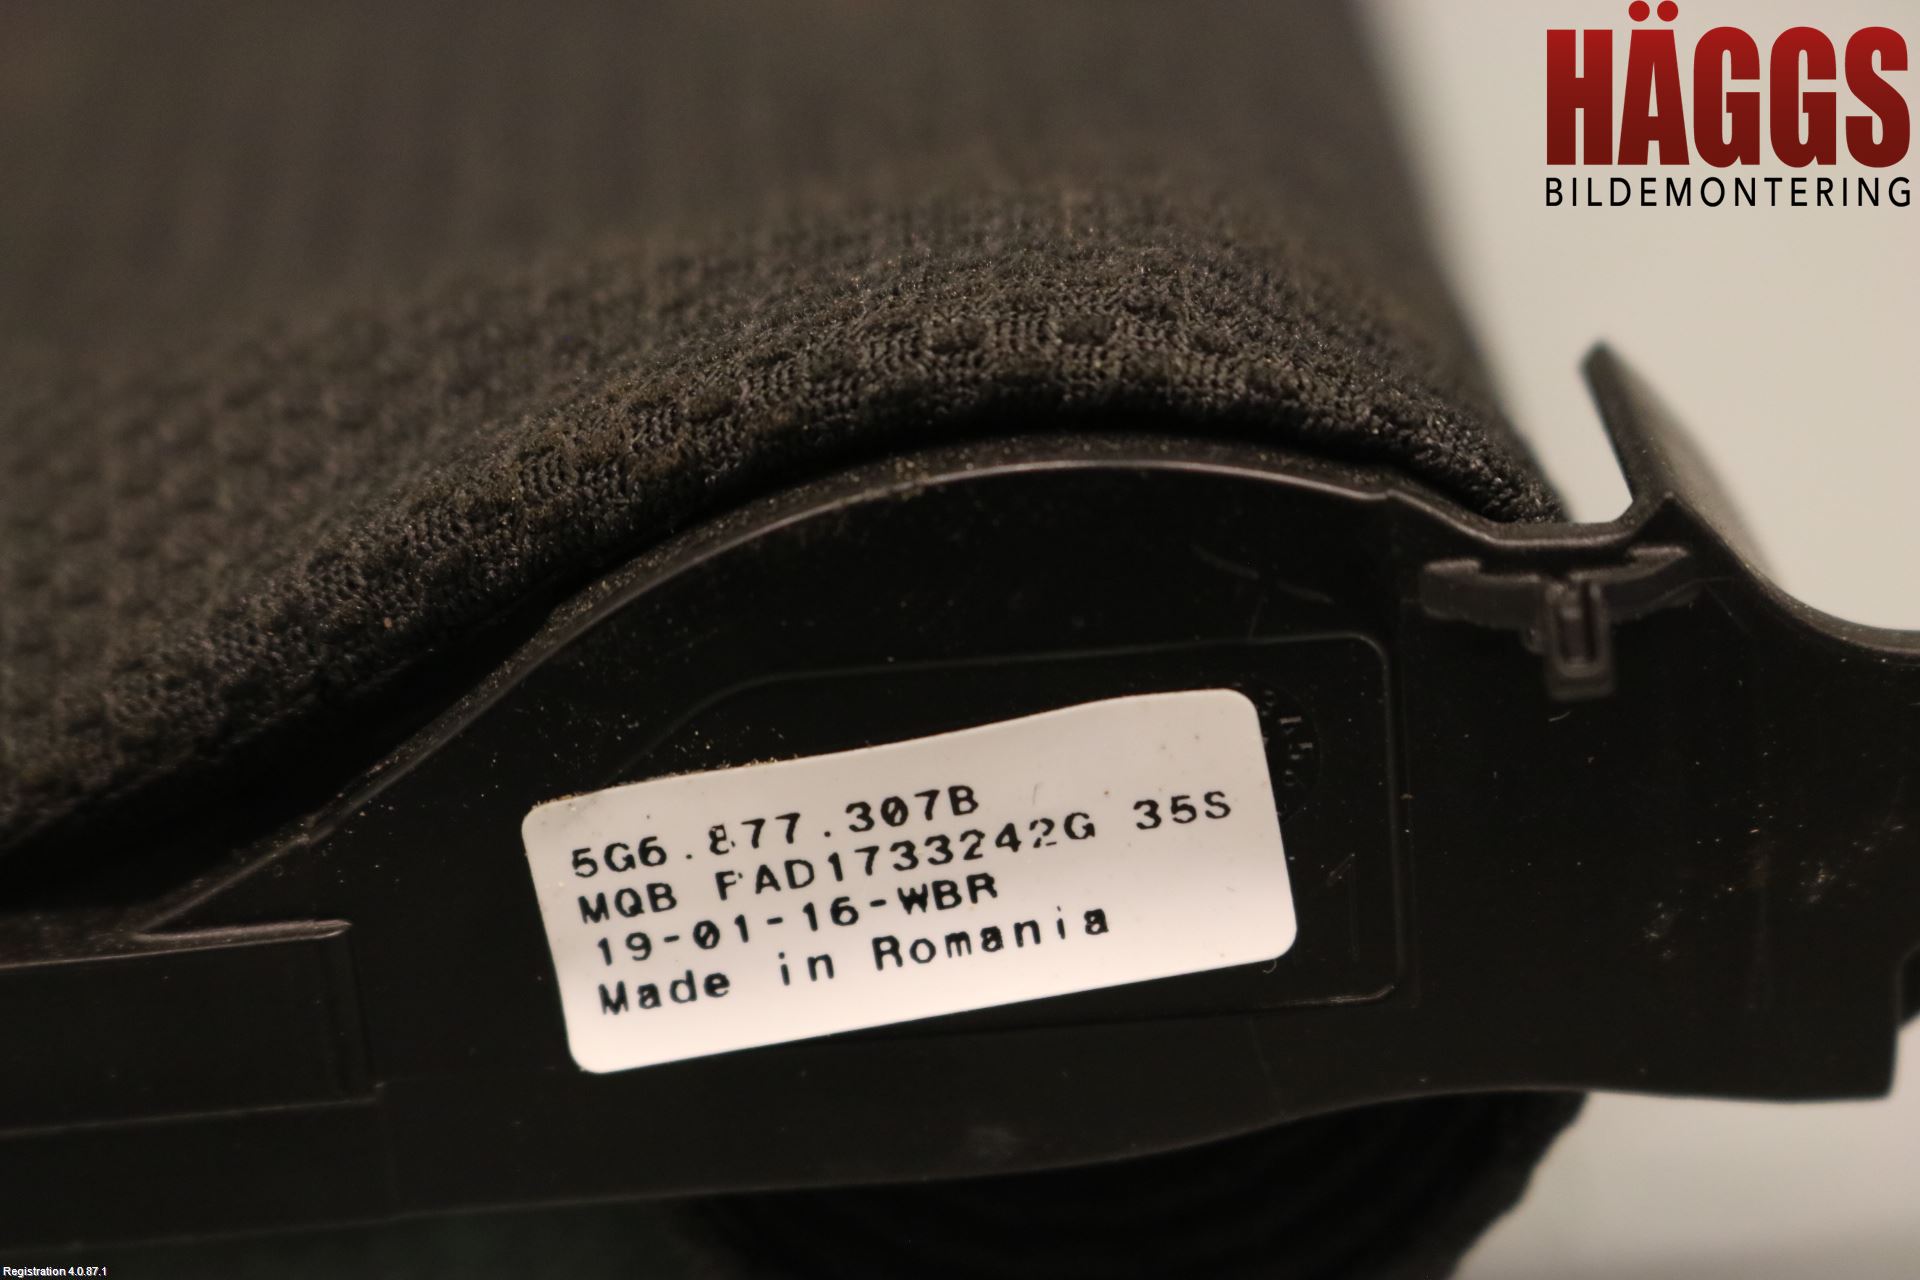 HÄGGS
BILDEMONTERING
5G6.877.307B
MQB FAD1733242G 35S
19-01-16-WBR
Made in Romania
Registration 4.0.87.1